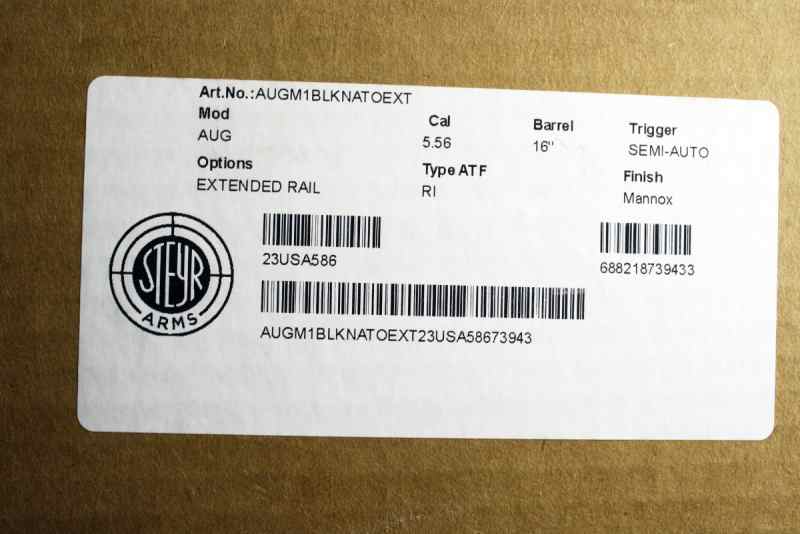 Art.No.:AUGM1BLKNATOEXT
Mod Cal Barrel Trigger
AUG 5.56 16" SEMI-AUTO
Options Type ATF Finish
EXTENDED RAIL RI Mannox
STEYR
ARMS
23USA586 688218739433
AUGM1BLKNATOEXT23USA58673943